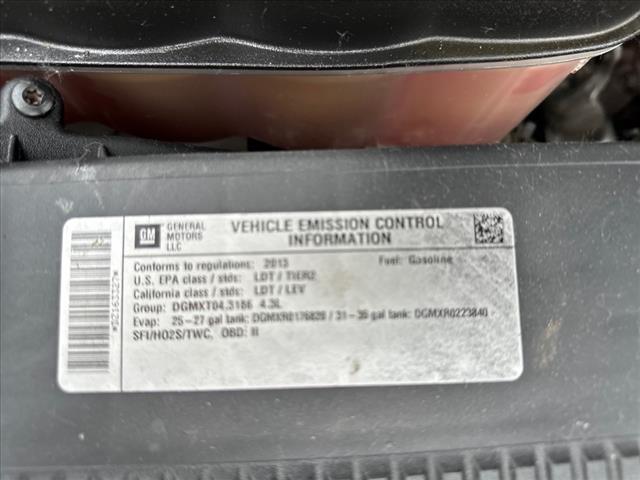 GM
GENERAL
MOTORS
LLC
VEHICLE EMISSION CONTROL
INFORMATION
Conforms to regulations: 2013 Fuel: Gasoline
U.S. EPA class / stds: LDT / TIER2
California class / stds: LDT / LEV
Group: DGMXT04.3186 4.3L
Evap: 25-27 gal tank: / 31-39 gal tank: DGMXR0223840
SFI/HO2S/TWC, OBD: II